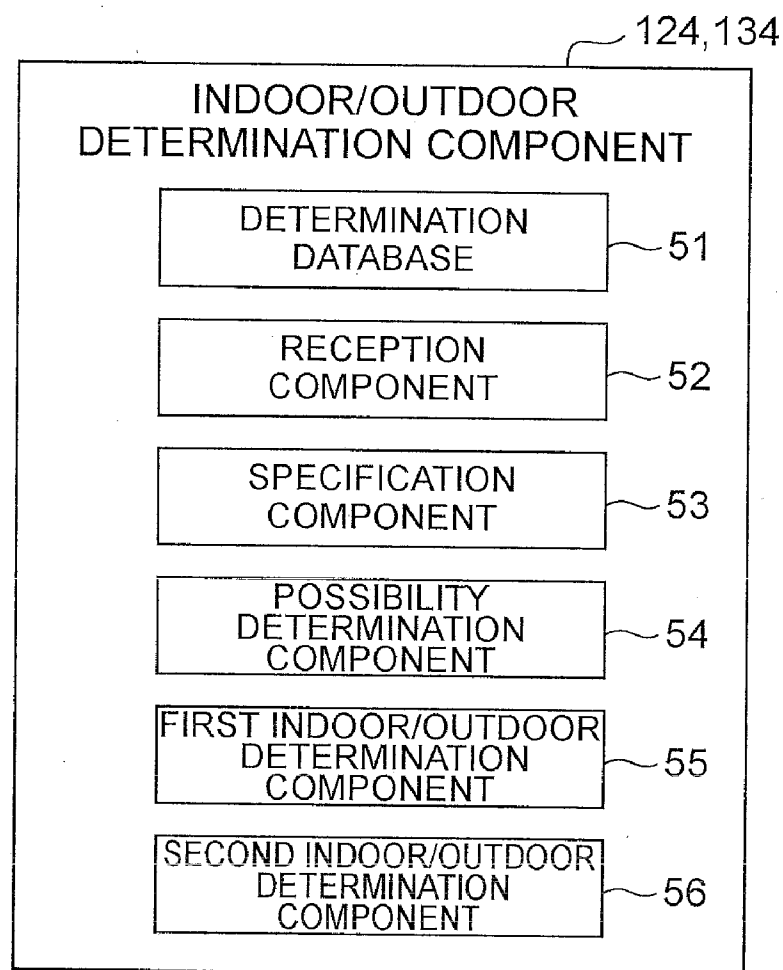 124,134
INDOOR/OUTDOOR
DETERMINATION COMPONENT
DETERMINATION
DATABASE
51
RECEPTION
COMPONENT
52
SPECIFICATION
COMPONENT
53
POSSIBILITY
DETERMINATION
COMPONENT
54
FIRST INDOOR/OUTDOOR
DETERMINATION
COMPONENT
55
SECOND INDOOR/OUTDOOR
DETERMINATION
COMPONENT
56